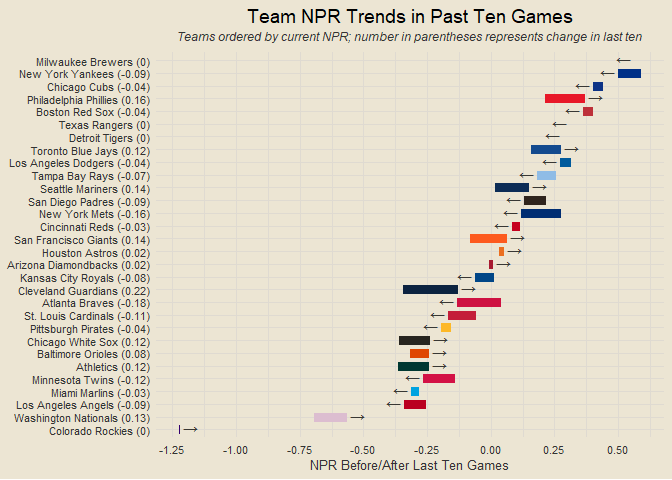 Team NPR Trends in Past Ten Games
Teams ordered by current NPR; number in parentheses represents change in last ten
Milwaukee Brewers (0)
New York Yankees (-0.09)
Chicago Cubs (-0.04)
Philadelphia Phillies (0.16)
Boston Red Sox (-0.04)
Texas Rangers (0)
Detroit Tigers (0)
Toronto Blue Jays (0.12)
Los Angeles Dodgers (-0.04)
Tampa Bay Rays (-0.07)
Seattle Mariners (0.14)
San Diego Padres (-0.09)
New York Mets (-0.16)
Cincinnati Reds (-0.03)
San Francisco Giants (0.14)
Houston Astros (0.02)
Arizona Diamondbacks (0.02)
Kansas City Royals (-0.08)
Cleveland Guardians (0.22)
Atlanta Braves (-0.18)
St. Louis Cardinals (-0.11)
Pittsburgh Pirates (-0.04)
Chicago White Sox (0.12)
Baltimore Orioles (0.08)
Athletics (0.12)
Minnesota Twins (-0.12)
Miami Marlins (-0.03)
Los Angeles Angels (-0.09)
Washington Nationals (0.13)
Colorado Rockies (0)
-1.25 -1.00 -0.75 -0.50 -0.25 0.00 0.25 0.50
NPR Before/After Last Ten Games